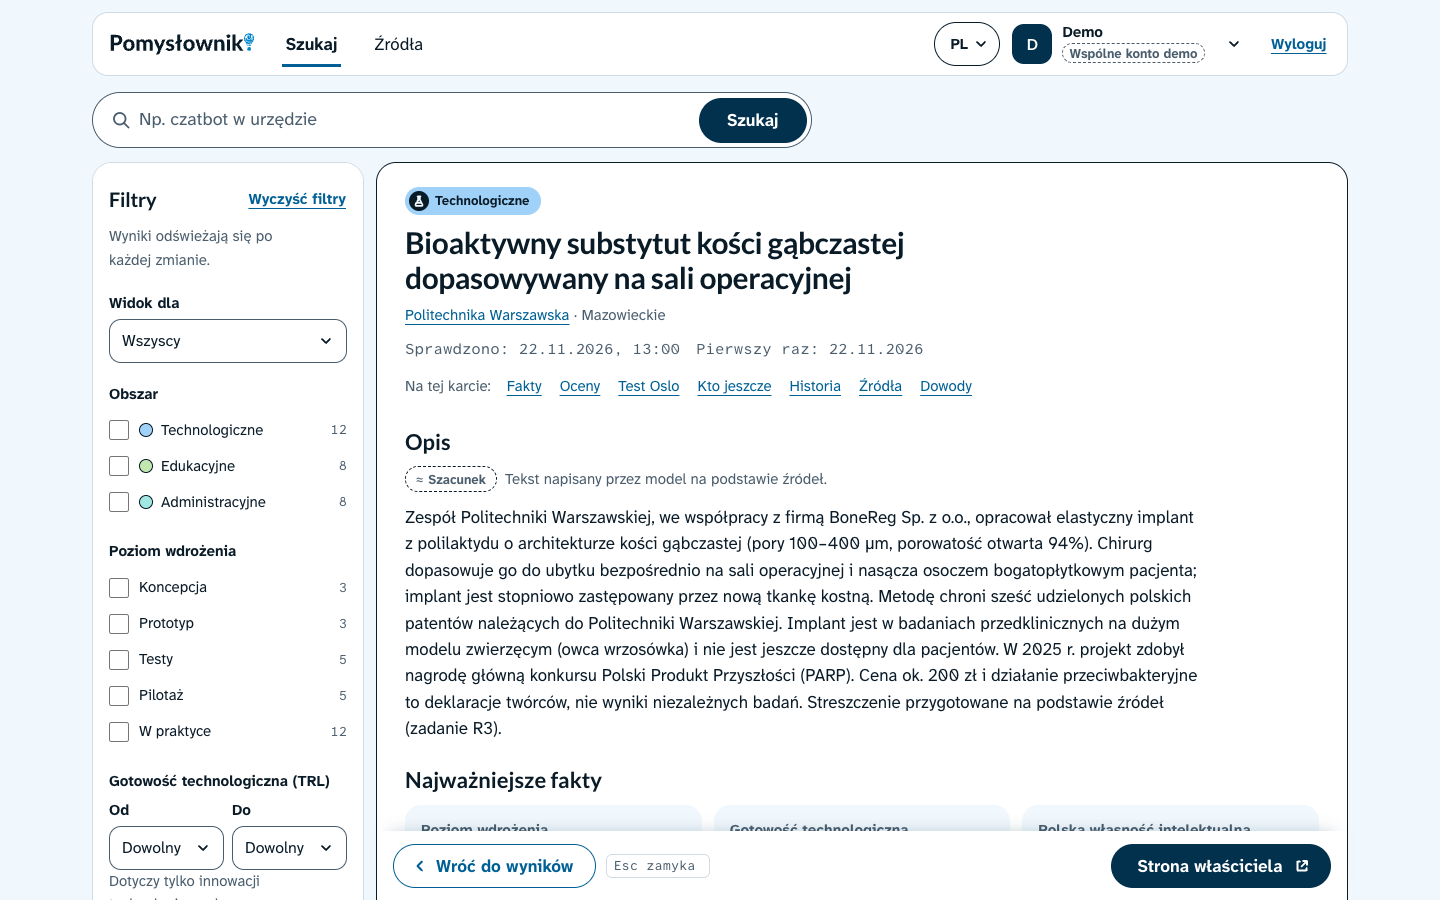 Pomysłownik
Szukaj
Źródła
PL
D
Demo
Wspólne konto demo
Wyloguj
Np. czatbot w urzędzie
Szukaj
Filtry
Wyczyść filtry
Wyniki odświeżają się po
każdej zmianie.
Widok dla
Wszyscy
Obszar
Technologiczne 12
Edukacyjne 8
Administracyjne 8
Poziom wdrożenia
Koncepcja 3
Prototyp 3
Testy 5
Pilotaż 5
W praktyce 12
Gotowość technologiczna (TRL)
Od Do
Dowolny Dowolny
Dotyczy tylko innowacji
Technologiczne
Bioaktywny substytut kości gąbczastej
dopasowywany na sali operacyjnej
Politechnika Warszawska · Mazowieckie
Sprawdzono: 22.11.2026, 13:00 Pierwszy raz: 22.11.2026
Na tej karcie: Fakty Oceny Test Oslo Kto jeszcze Historia Źródła Dowody
Opis
≈ Szacunek Tekst napisany przez model na podstawie źródeł.
Zespół Politechniki Warszawskiej, we współpracy z firmą BoneReg Sp. z o.o., opracował elastyczny implant
z polilaktydu o architekturze kości gąbczastej (pory 100–400 µm, porowatość otwarta 94%). Chirurg
dopasowuje go do ubytku bezpośrednio na sali operacyjnej i nasącza osoczem bogatopłytkowym pacjenta;
implant jest stopniowo zastępowany przez nową tkankę kostną. Metodę chroni sześć udzielonych polskich
patentów należących do Politechniki Warszawskiej. Implant jest w badaniach przedklinicznych na dużym
modelu zwierzęcym (owca wrzosówka) i nie jest jeszcze dostępny dla pacjentów. W 2025 r. projekt zdobył
nagrodę główną konkursu Polski Produkt Przyszłości (PARP). Cena ok. 200 zł i działanie przeciwbakteryjne
to deklaracje twórców, nie wyniki niezależnych badań. Streszczenie przygotowane na podstawie źródeł
(zadanie R3).
Najważniejsze fakty
Poziom wdrożenia
Gotowość technologiczna
Polska własność intelektualna
Wróć do wyników
Esc zamyka
Strona właściciela